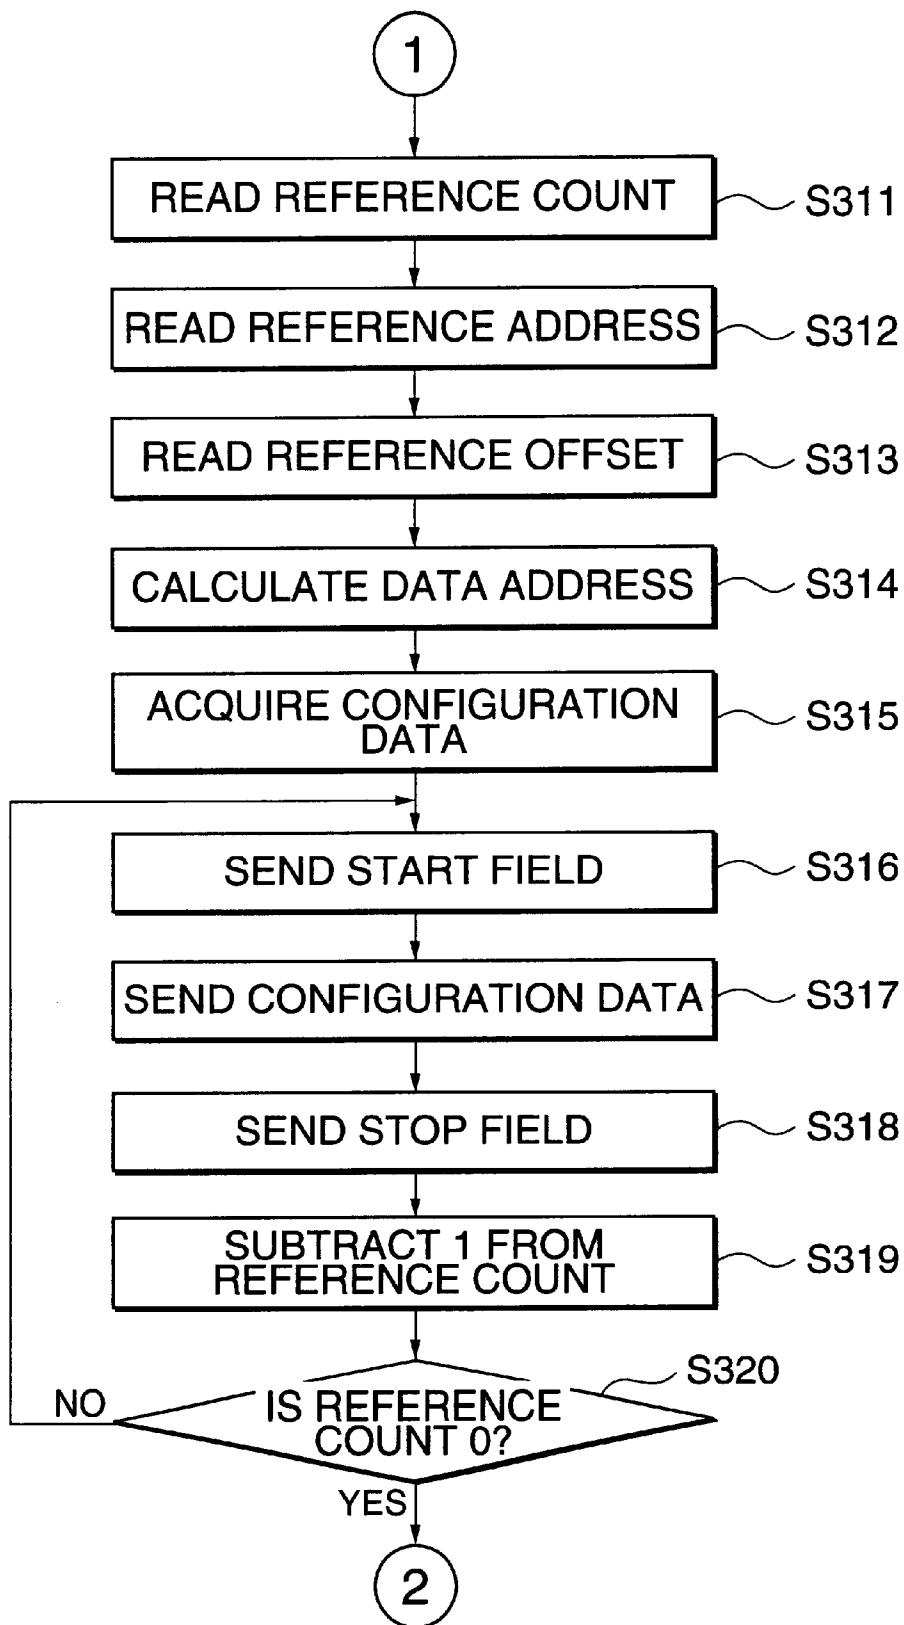 1
READ REFERENCE COUNT
S311
READ REFERENCE ADDRESS
S312
READ REFERENCE OFFSET
S313
CALCULATE DATA ADDRESS
S314
ACQUIRE CONFIGURATION
DATA
S315
SEND START FIELD
S316
SEND CONFIGURATION DATA
S317
SEND STOP FIELD
S318
SUBTRACT 1 FROM
REFERENCE COUNT
S319
S320
NO
IS REFERENCE
COUNT 0?
YES
2